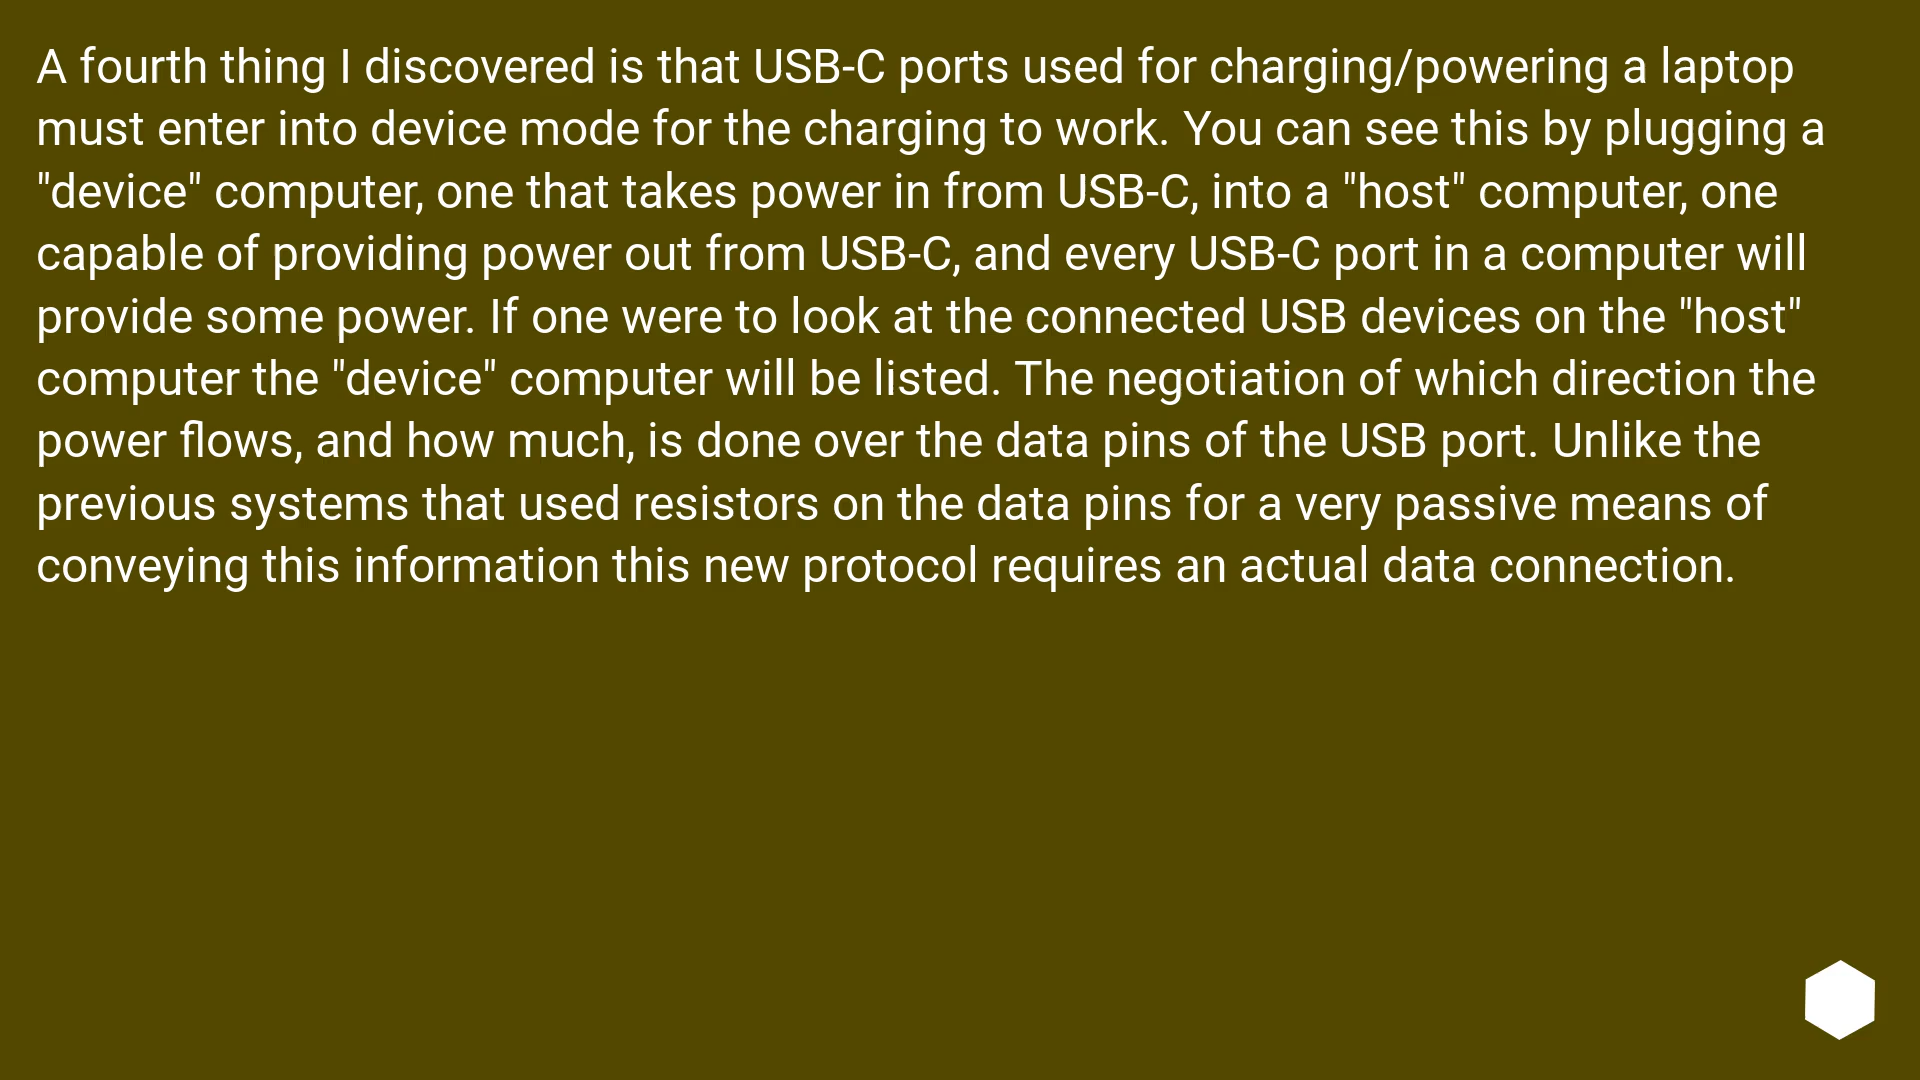 A fourth thing I discovered is that USB-C ports used for charging/powering a laptop
must enter into device mode for the charging to work. You can see this by plugging a
"device" computer, one that takes power in from USB-C, into a "host" computer, one
capable of providing power out from USB-C, and every USB-C port in a computer will
provide some power. If one were to look at the connected USB devices on the "host"
computer the "device" computer will be listed. The negotiation of which direction the
power flows, and how much, is done over the data pins of the USB port. Unlike the
previous systems that used resistors on the data pins for a very passive means of
conveying this information this new protocol requires an actual data connection.